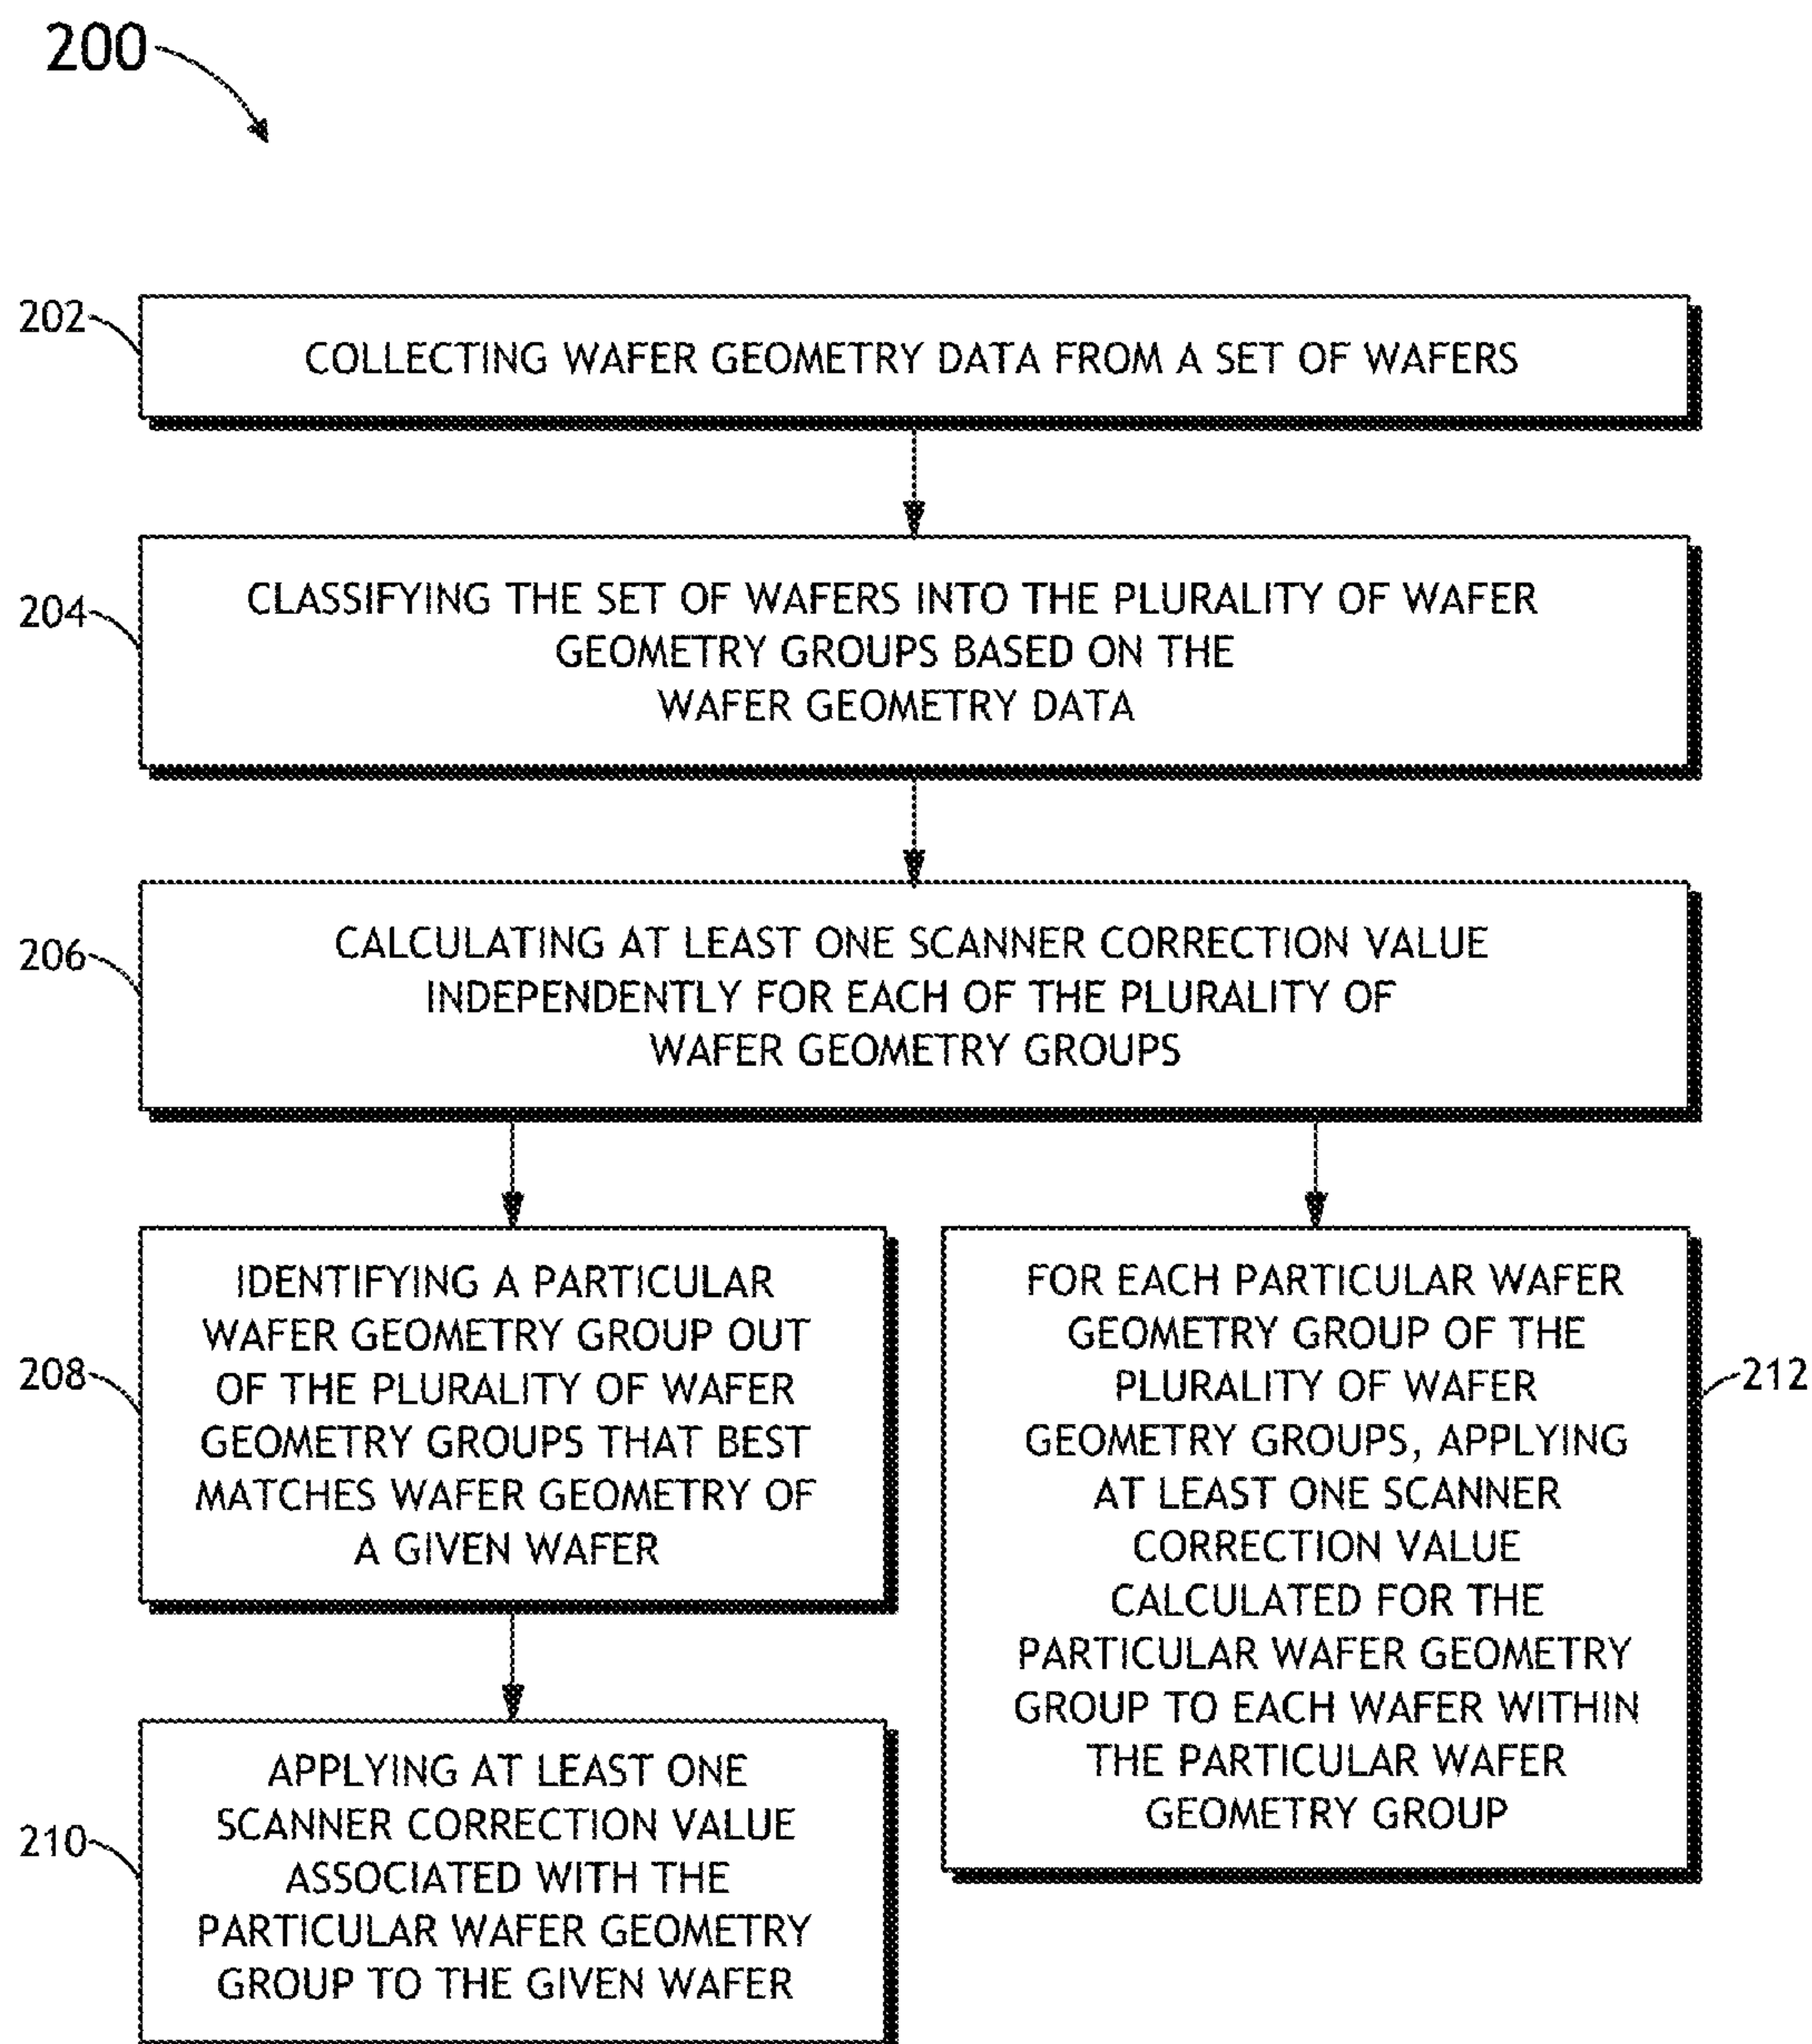 200
202
COLLECTING WAFER GEOMETRY DATA FROM A SET OF WAFERS
204
CLASSIFYING THE SET OF WAFERS INTO THE PLURALITY OF WAFER
GEOMETRY GROUPS BASED ON THE
WAFER GEOMETRY DATA
206
CALCULATING AT LEAST ONE SCANNER CORRECTION VALUE
INDEPENDENTLY FOR EACH OF THE PLURALITY OF
WAFER GEOMETRY GROUPS
208
IDENTIFYING A PARTICULAR
WAFER GEOMETRY GROUP OUT
OF THE PLURALITY OF WAFER
GEOMETRY GROUPS THAT BEST
MATCHES WAFER GEOMETRY OF
A GIVEN WAFER
210
APPLYING AT LEAST ONE
SCANNER CORRECTION VALUE
ASSOCIATED WITH THE
PARTICULAR WAFER GEOMETRY
GROUP TO THE GIVEN WAFER
FOR EACH PARTICULAR WAFER
GEOMETRY GROUP OF THE
PLURALITY OF WAFER
GEOMETRY GROUPS, APPLYING
AT LEAST ONE SCANNER
CORRECTION VALUE
CALCULATED FOR THE
PARTICULAR WAFER GEOMETRY
GROUP TO EACH WAFER WITHIN
THE PARTICULAR WAFER
GEOMETRY GROUP
212